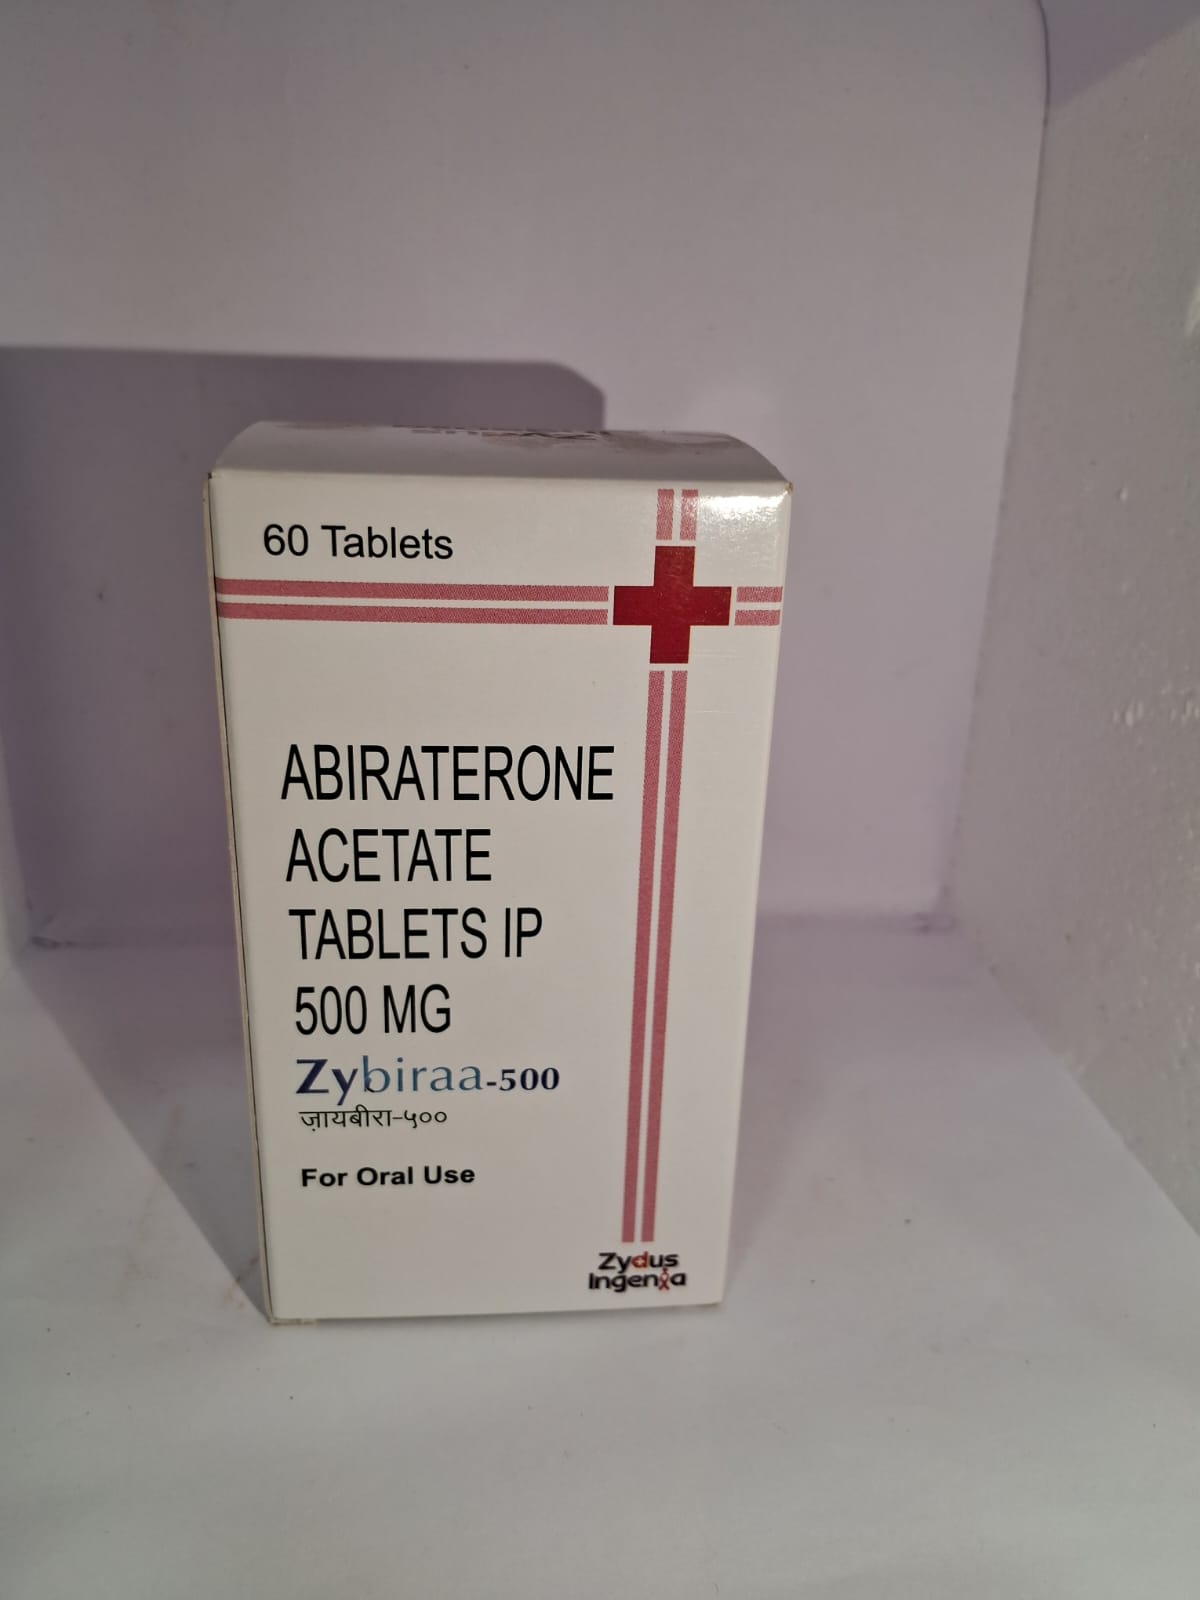 60 Tablets
ABIRATERONE
ACETATE
TABLETS IP
500 MG
Zybiraa-500
ज़ायबीरा-५००
For Oral Use
Zydus
Ingenia